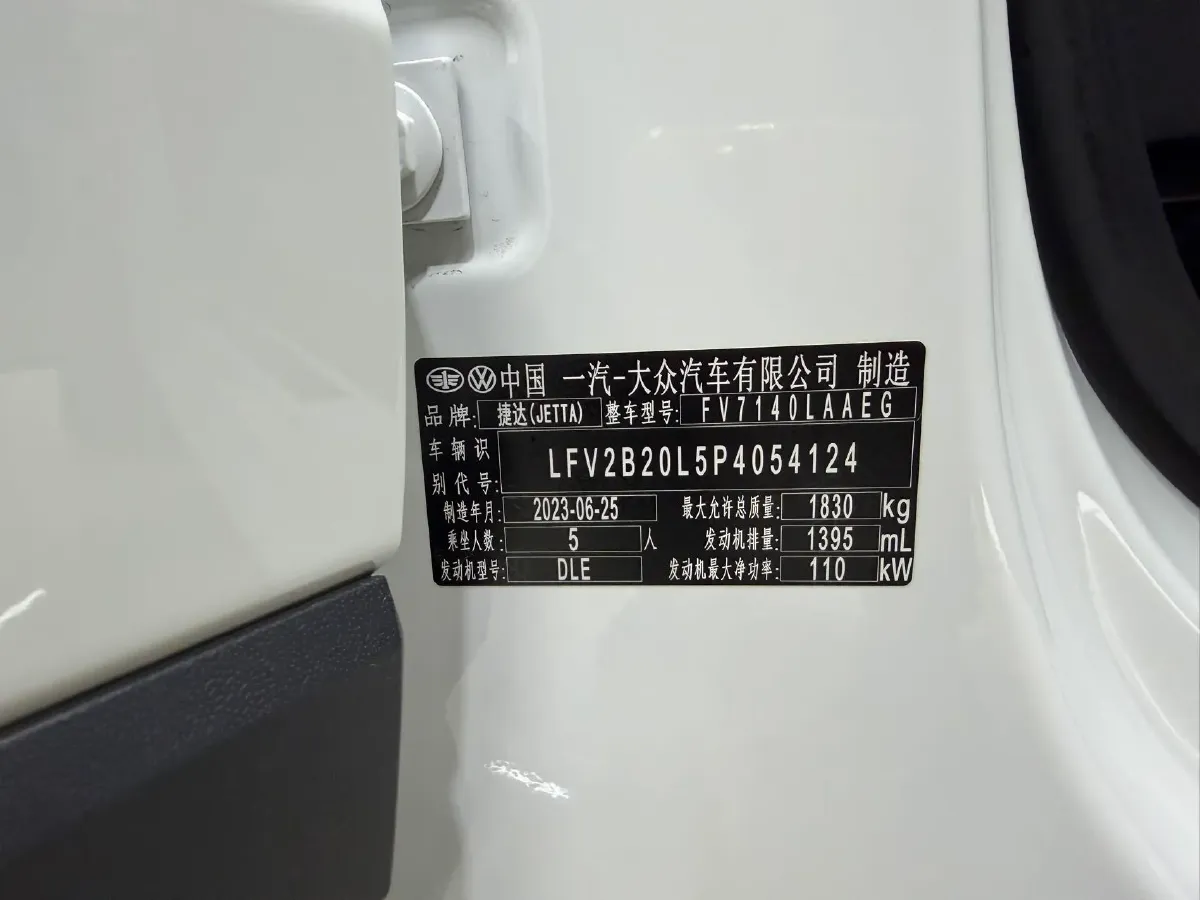 中国 一汽-大众汽车有限公司 制造
品牌: 捷达(JETTA) 整车型号: FV7140LAAEG
车辆识别代号: LFV2B20L5P4054124
制造年月: 2023-06-25 最大允许总质量: 1830 kg
乘坐人数: 5 人 发动机排量: 1395 mL
发动机型号: DLE 发动机最大净功率: 110 kW